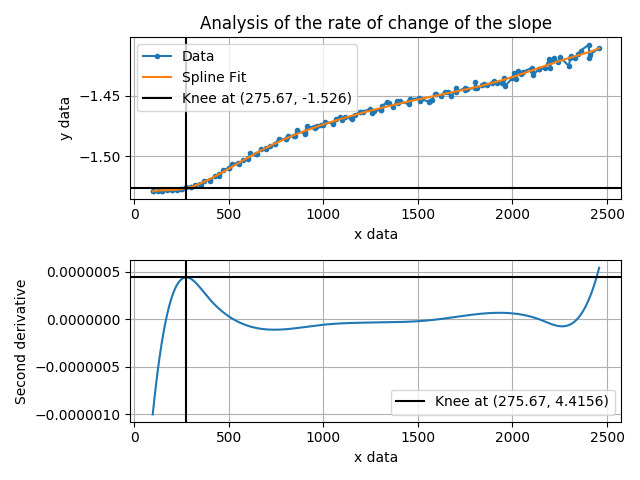 Analysis of the rate of change of the slope
Data
Spline Fit
Knee at (275.67, -1.526)
y data
−1.45
−1.50
0 500 1000 1500 2000 2500
x data
Second derivative
0.0000005
0.0000000
−0.0000005
−0.0000010
Knee at (275.67, 4.4156)
0 500 1000 1500 2000 2500
x data